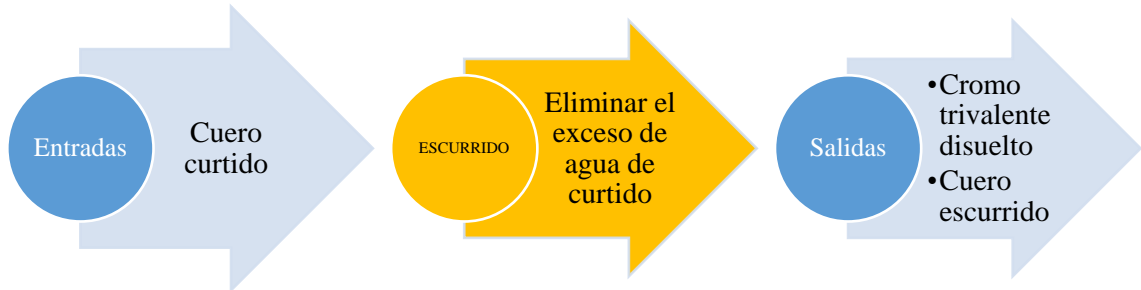 Entradas
Cuero
curtido
ESCURRIDO
Eliminar el
exceso de
agua de
curtido
Salidas
•Cromo
trivalente
disuelto
•Cuero
escurrido